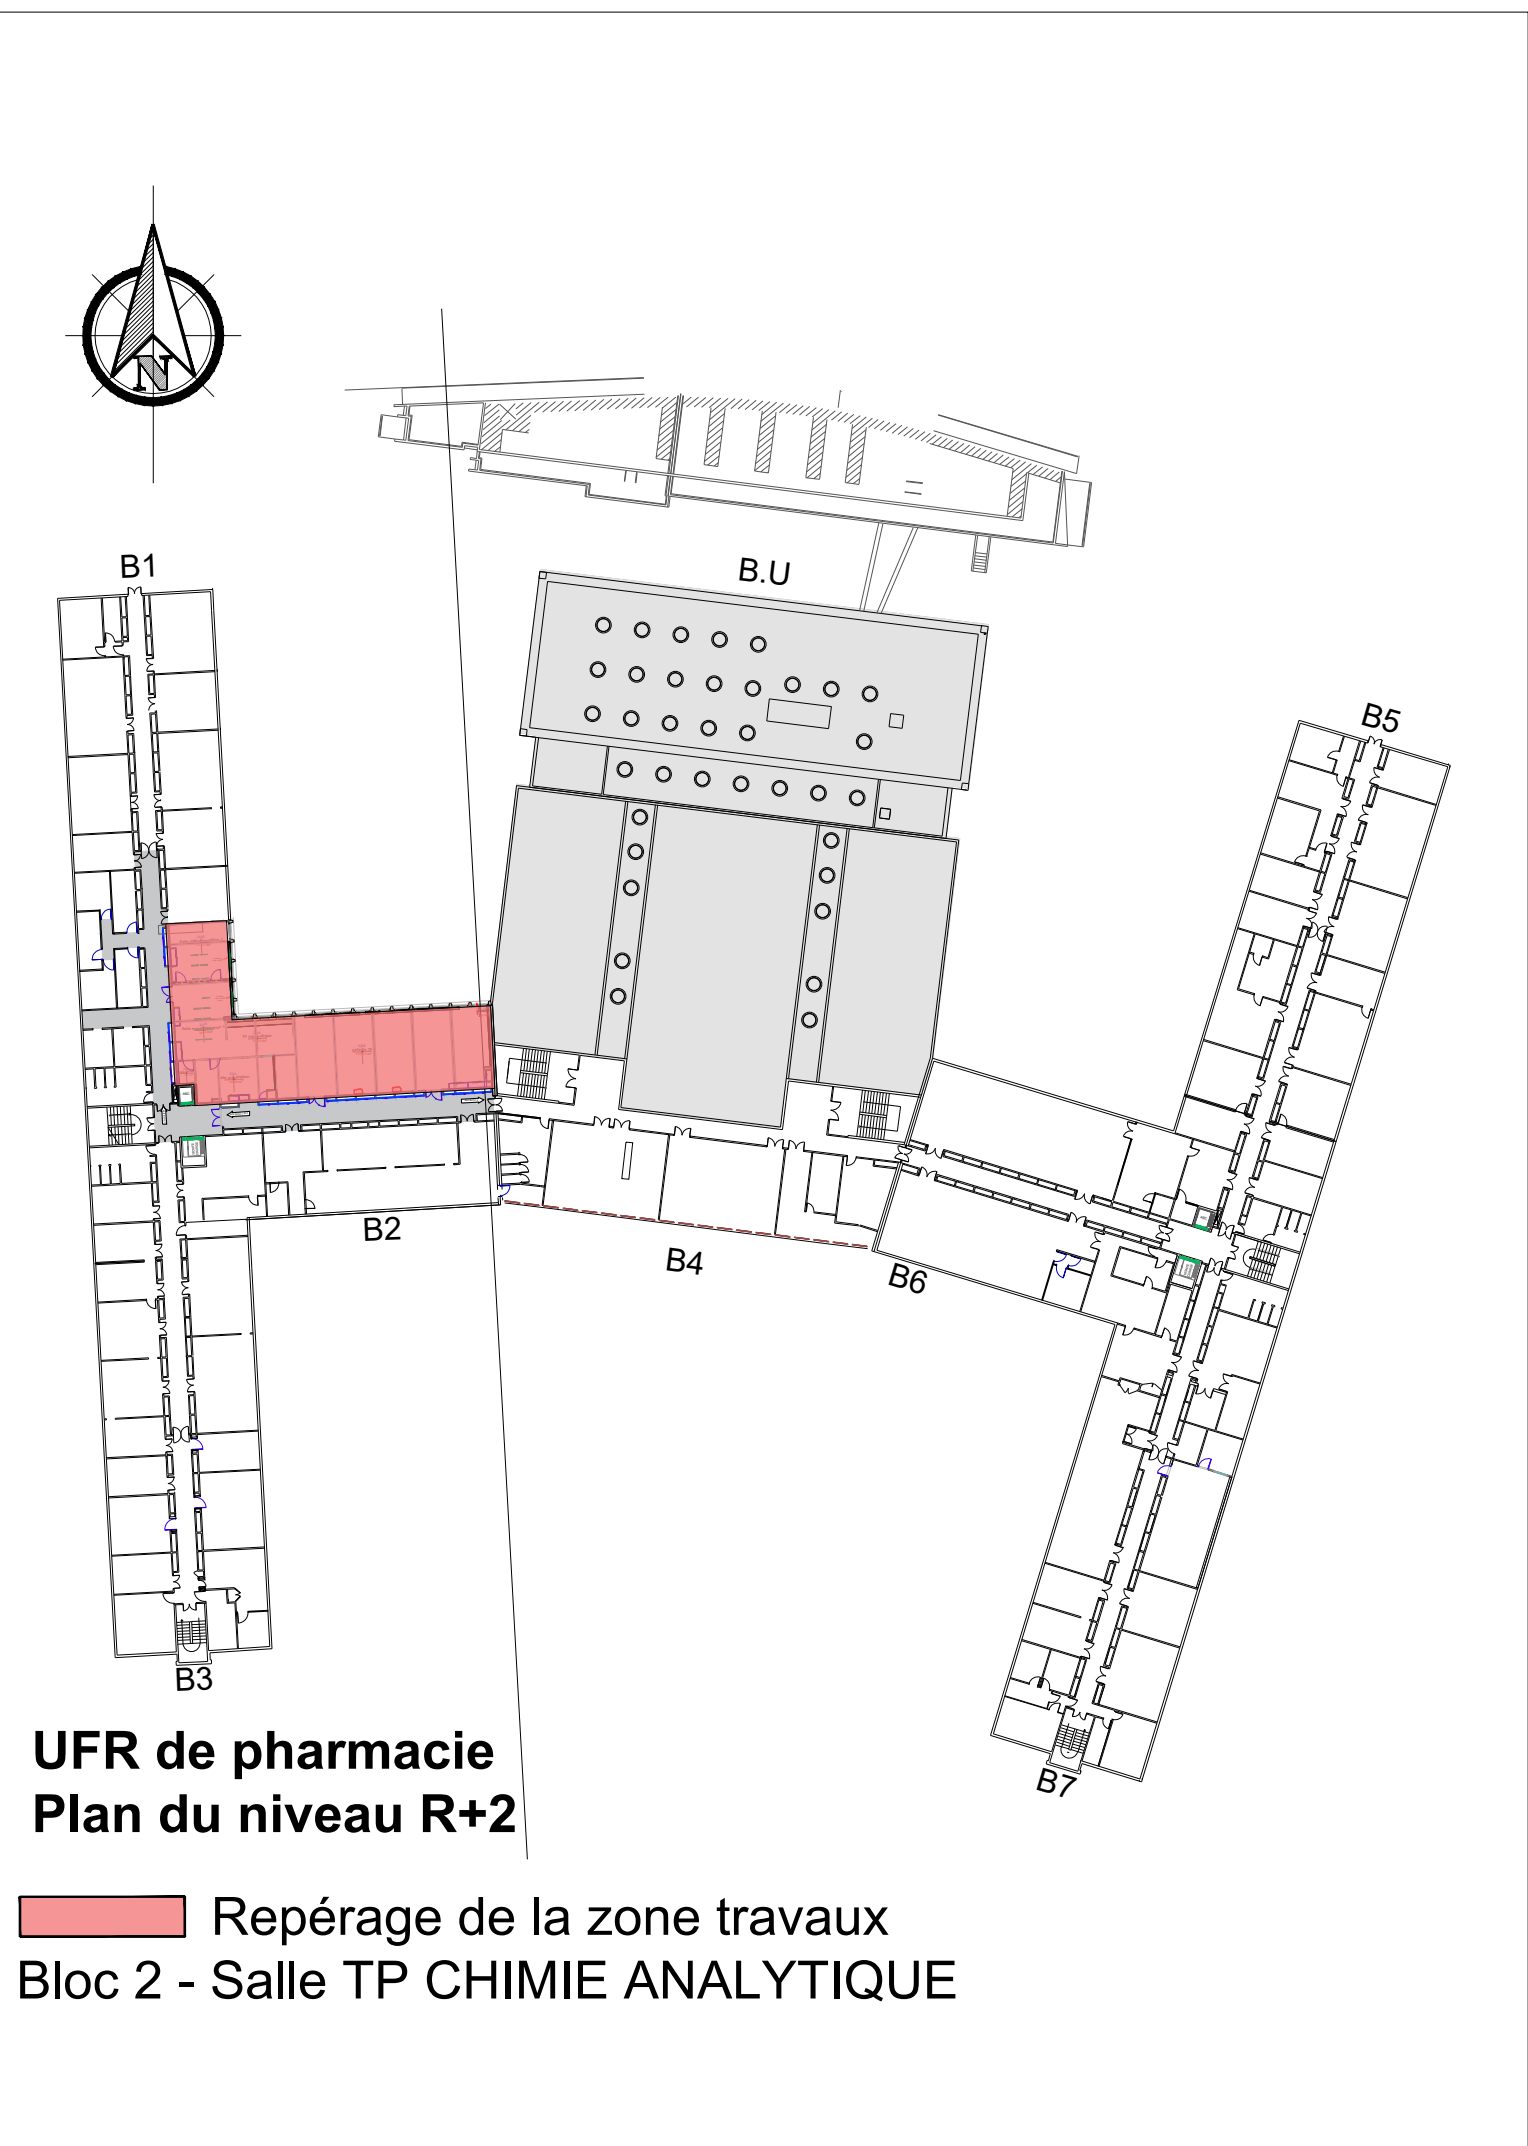 N
B.U
B1
B5
B2
B4
B6
B3
B7
UFR de pharmacie
Plan du niveau R+2
Repérage de la zone travaux
Bloc 2 - Salle TP CHIMIE ANALYTIQUE